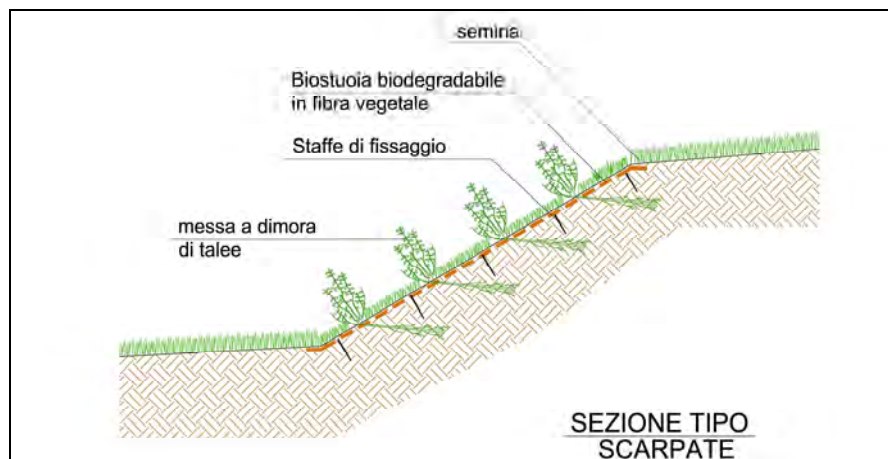 semina
Biostuoia biodegradabile
in fibra vegetale
Staffe di fissaggio
messa a dimora
di talee
SEZIONE TIPO
SCARPATE